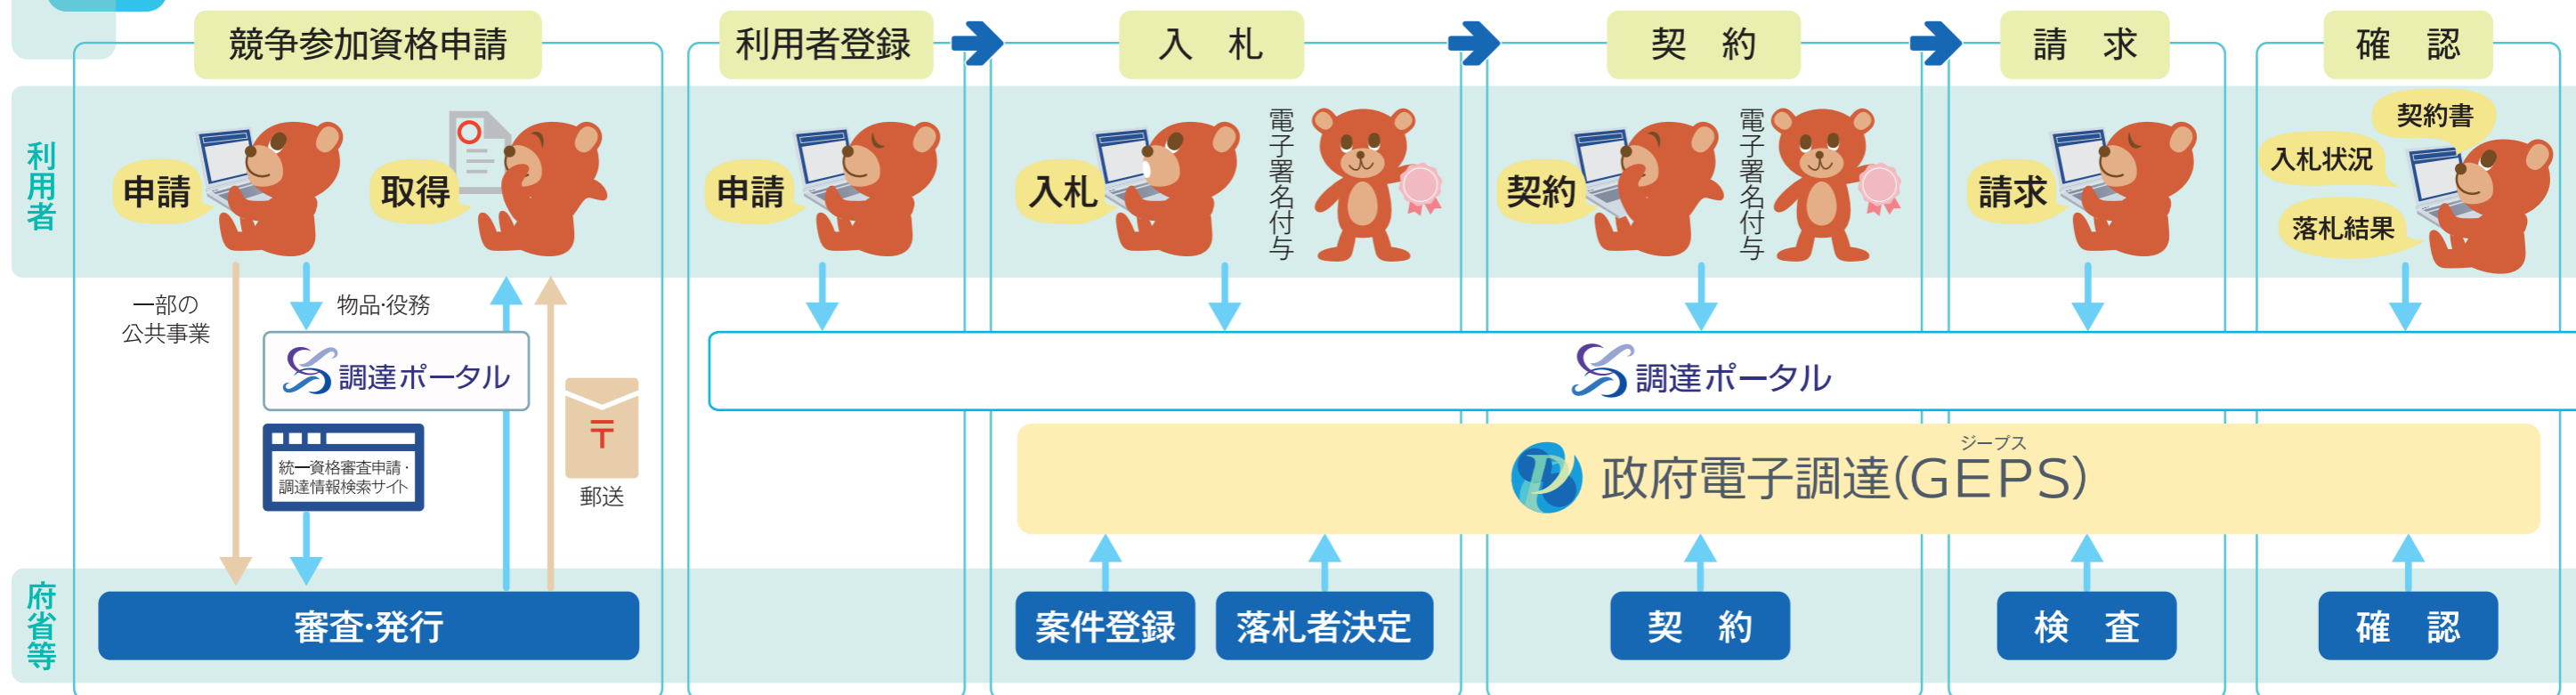 競争参加資格申請
利用者登録
入 札
契 約
請 求
確 認
利用者
申請
取得
申請
入札
電子署名付与
契約
電子署名付与
請求
契約書
入札状況
落札結果
一部の
公共事業
物品・役務
調達ポータル
統一資格審査申請・
調達情報検索サイト
〒
郵送
調達ポータル
ジープス
政府電子調達(GEPS)
府省等
審査・発行
案件登録
落札者決定
契 約
検 査
確 認